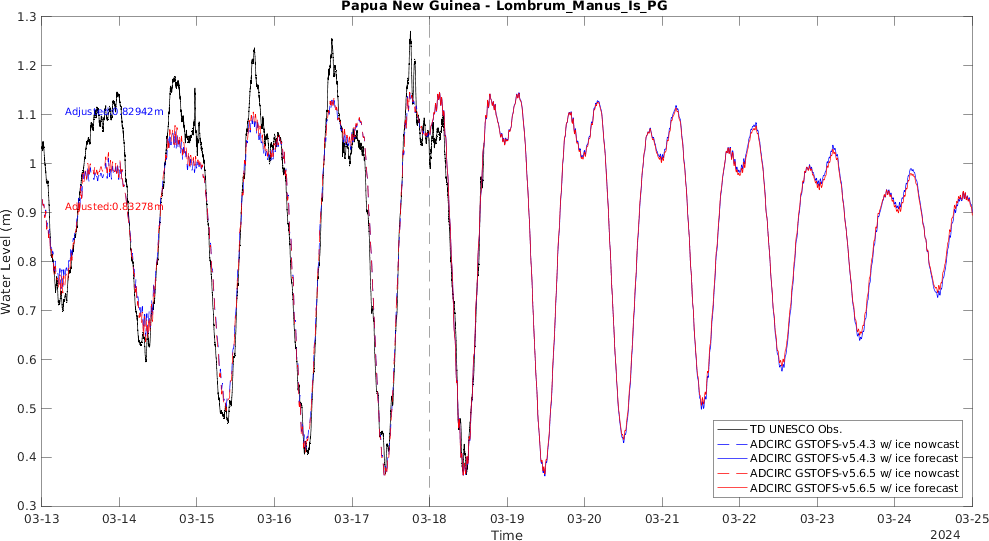 Papua New Guinea - Lombrum_Manus_Is_PG
1.3
1.2
1.1
1
0.9
0.8
0.7
0.6
0.5
0.4
0.3
Water Level (m)
Adjusted:0.82942m
Adjusted:0.83278m
TD UNESCO Obs.
ADCIRC GSTOFS-v5.4.3 w/ ice nowcast
ADCIRC GSTOFS-v5.4.3 w/ ice forecast
ADCIRC GSTOFS-v5.6.5 w/ ice nowcast
ADCIRC GSTOFS-v5.6.5 w/ ice forecast
03-13 03-14 03-15 03-16 03-17 03-18 03-19 03-20 03-21 03-22 03-23 03-24 03-25
Time
2024